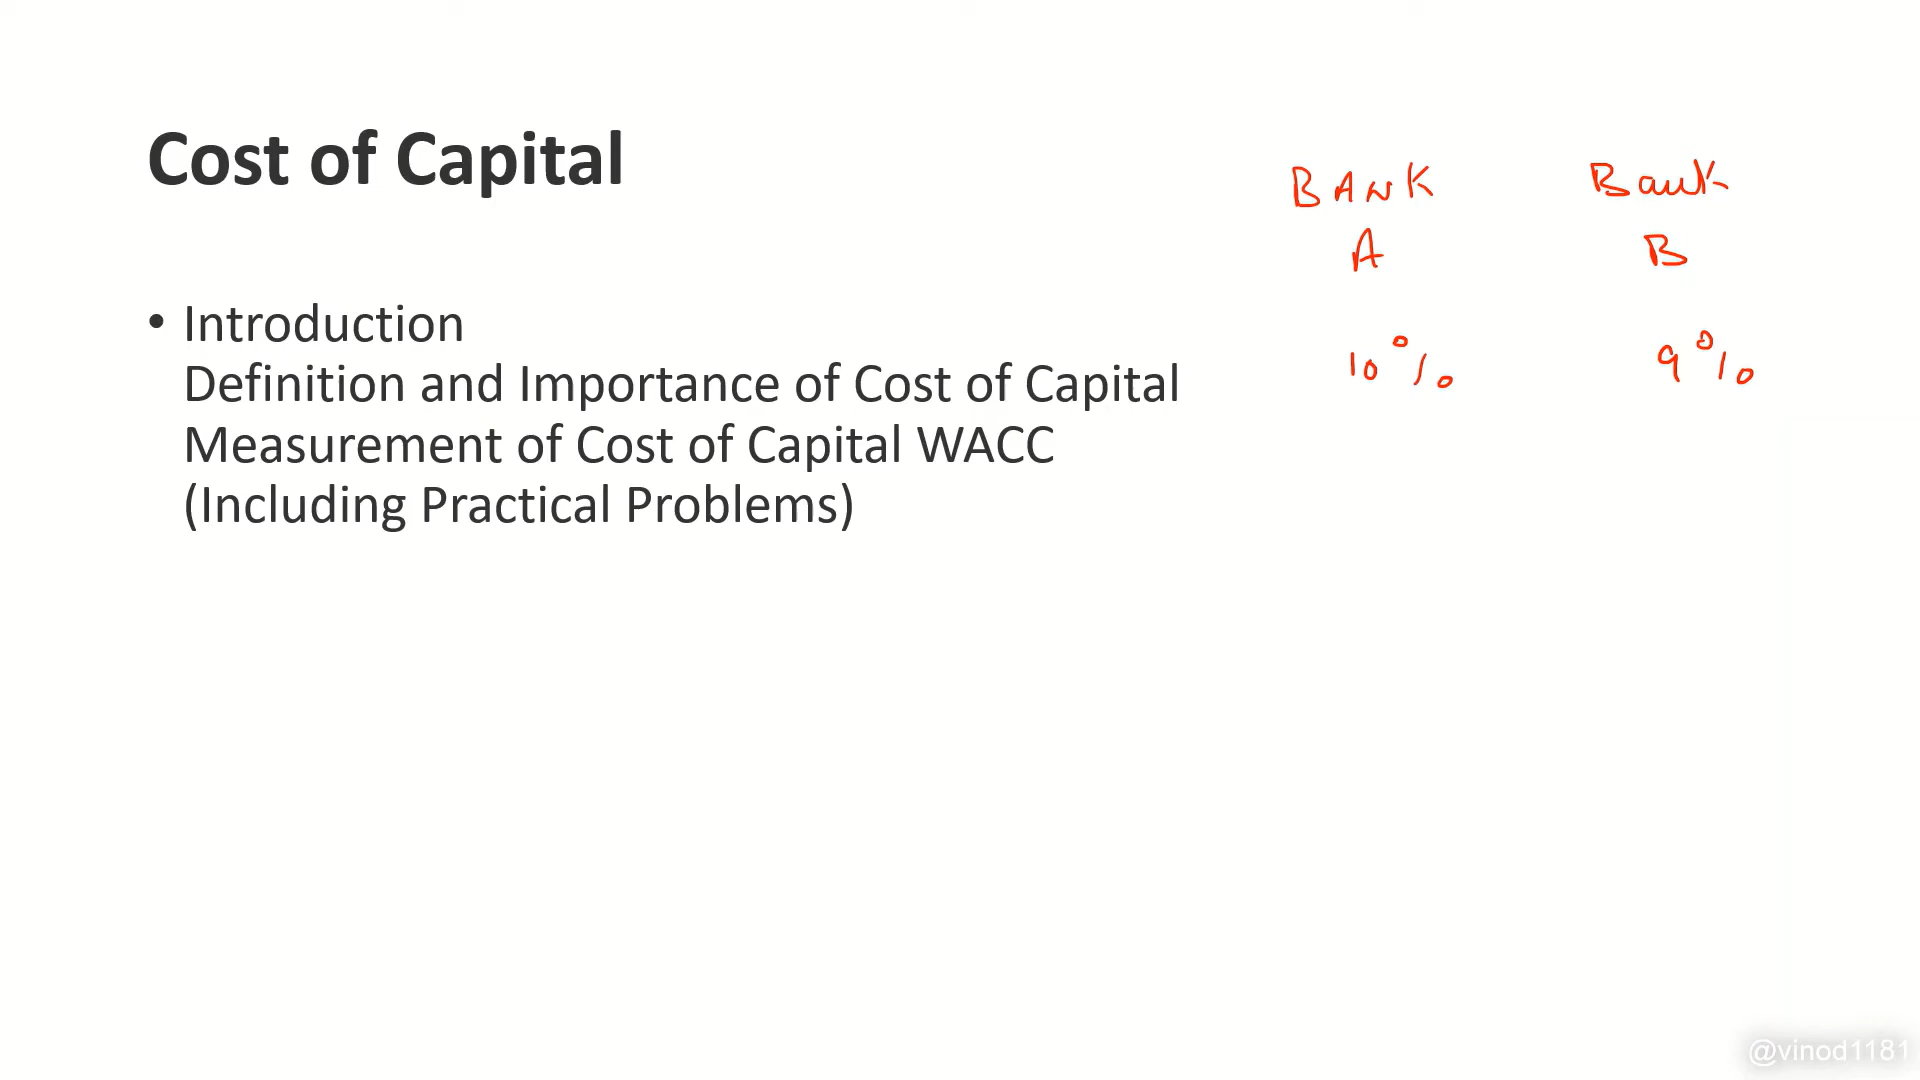 Cost of Capital
BANK Bank
A B
• Introduction
10% 9%
Definition and Importance of Cost of Capital
Measurement of Cost of Capital WACC
(Including Practical Problems)
@vinod1181